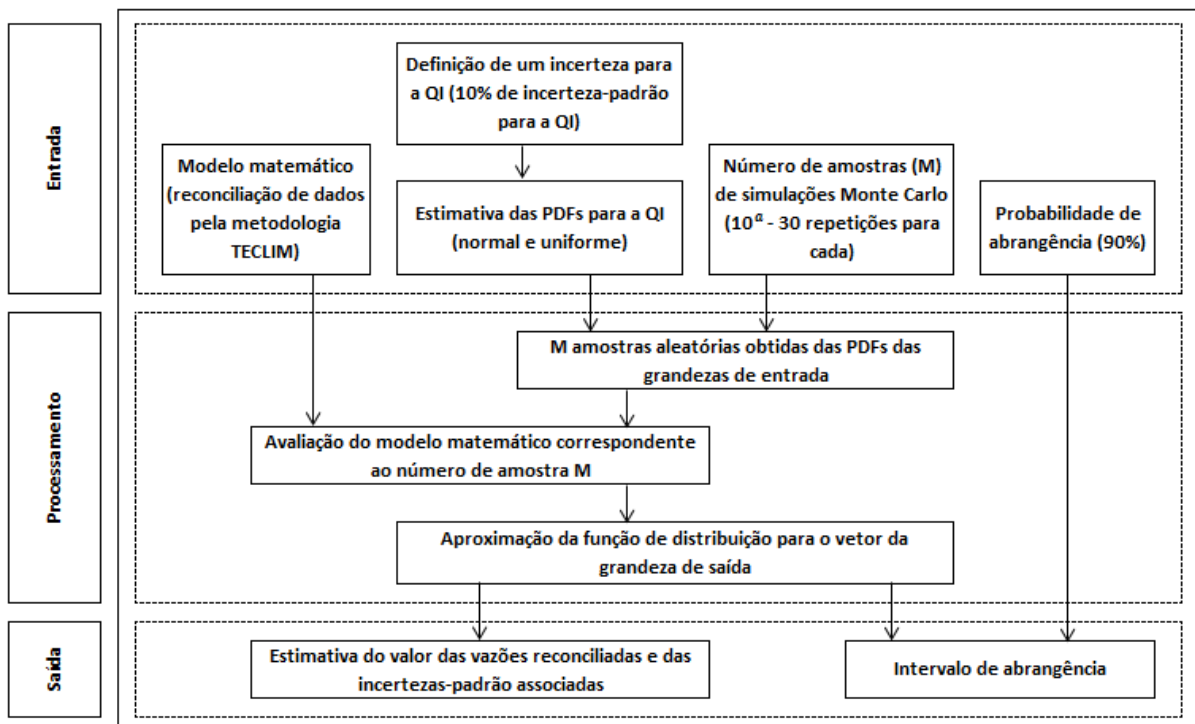 Entrada
Definição de um incerteza para
a QI (10% de incerteza-padrão
para a QI)
Modelo matemático
(reconciliação de dados
pela metodologia
TECLIM)
Estimativa das PDFs para a QI
(normal e uniforme)
Número de amostras (M)
de simulações Monte Carlo
(10ᵃ - 30 repetições para
cada)
Probabilidade de
abrangência (90%)
Processamento
M amostras aleatórias obtidas das PDFs das
grandezas de entrada
Avaliação do modelo matemático correspondente
ao número de amostra M
Aproximação da função de distribuição para o vetor da
grandeza de saída
Saída
Estimativa do valor das vazões reconciliadas e das
incertezas-padrão associadas
Intervalo de abrangência